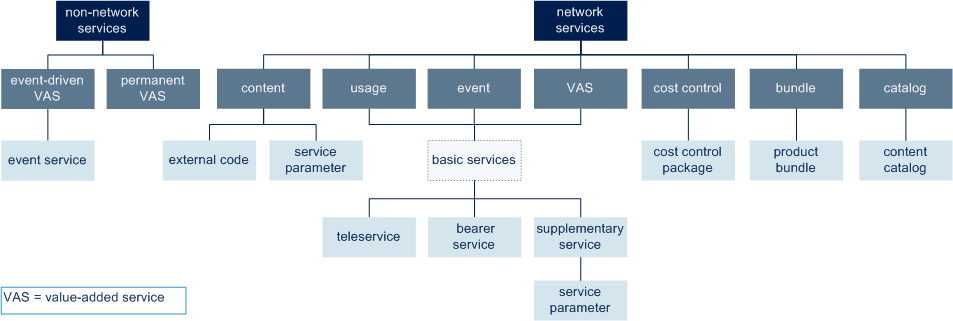 non-network
services
network
services
event-driven
VAS
permanent
VAS
content
usage
event
VAS
cost control
bundle
catalog
event service
external code
service
parameter
basic services
cost control
package
product
bundle
content
catalog
teleservice
bearer
service
supplementary
service
service
parameter
VAS = value-added service